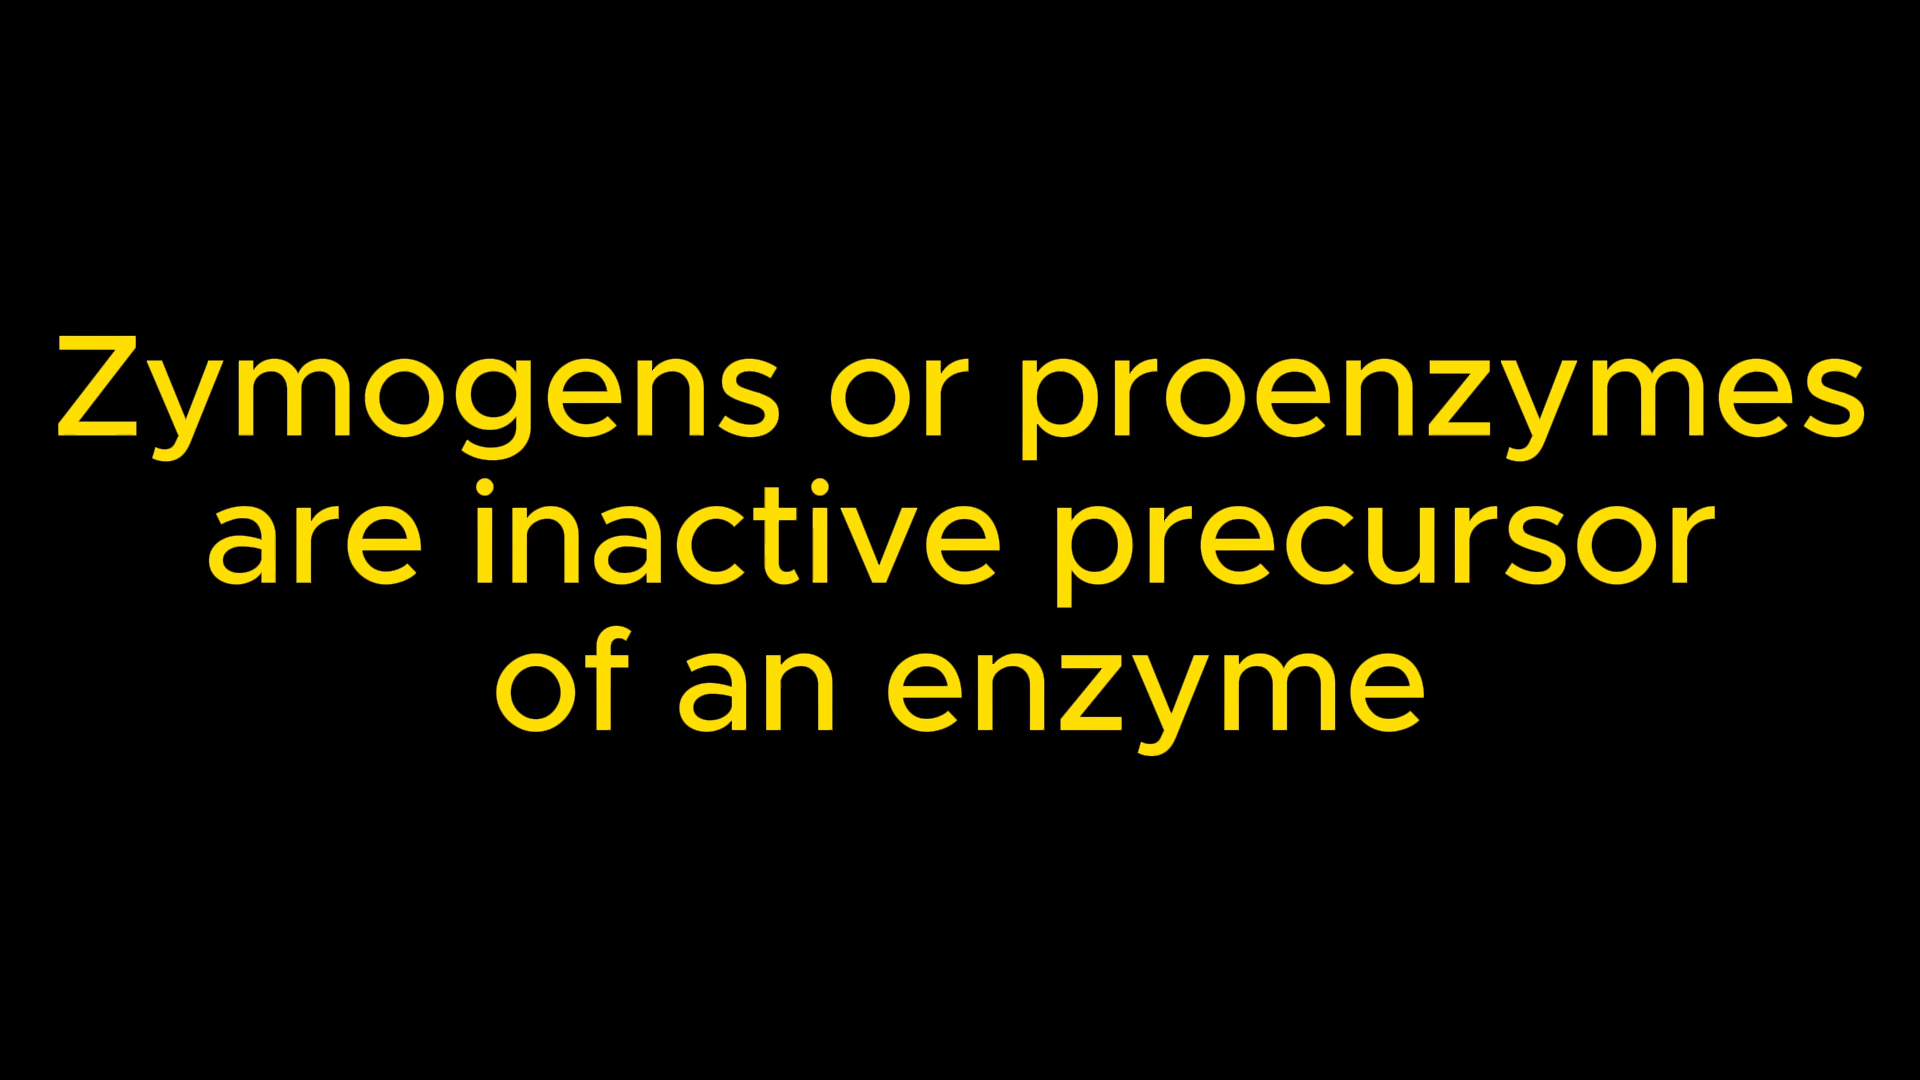 Zymogens or proenzymes
are inactive precursor
of an enzyme